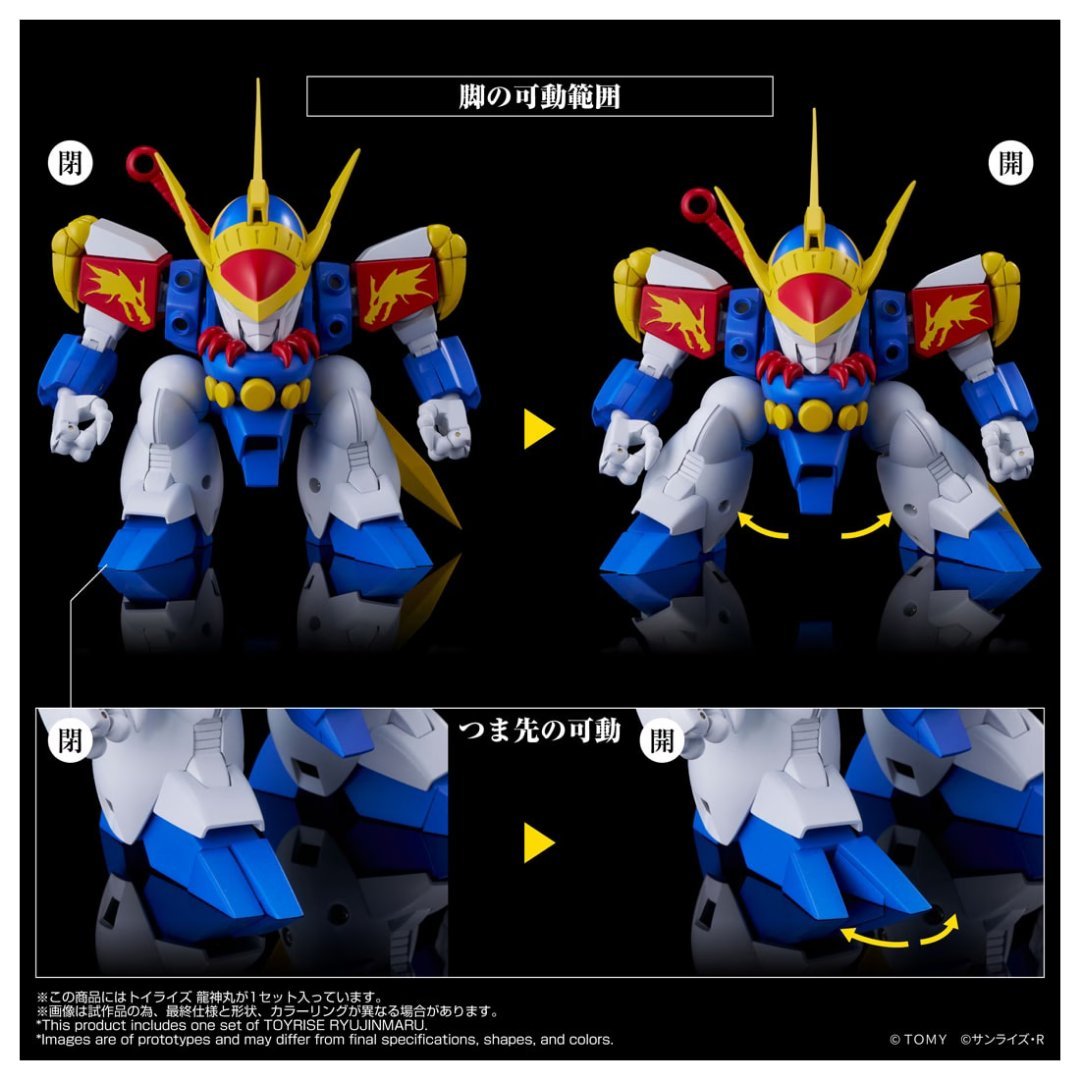 脚の可動範囲
閉
開
つま先の可動
閉
開
※この商品にはトイライズ 龍神丸が1セット入っています。
※画像は試作品の為、最終仕様と形状、カラーリングが異なる場合があります。
*This product includes one set of TOYRISE RYUJINMARU.
*Images are of prototypes and may differ from final specifications, shapes, and colors.
©TOMY ©サンライズ・R